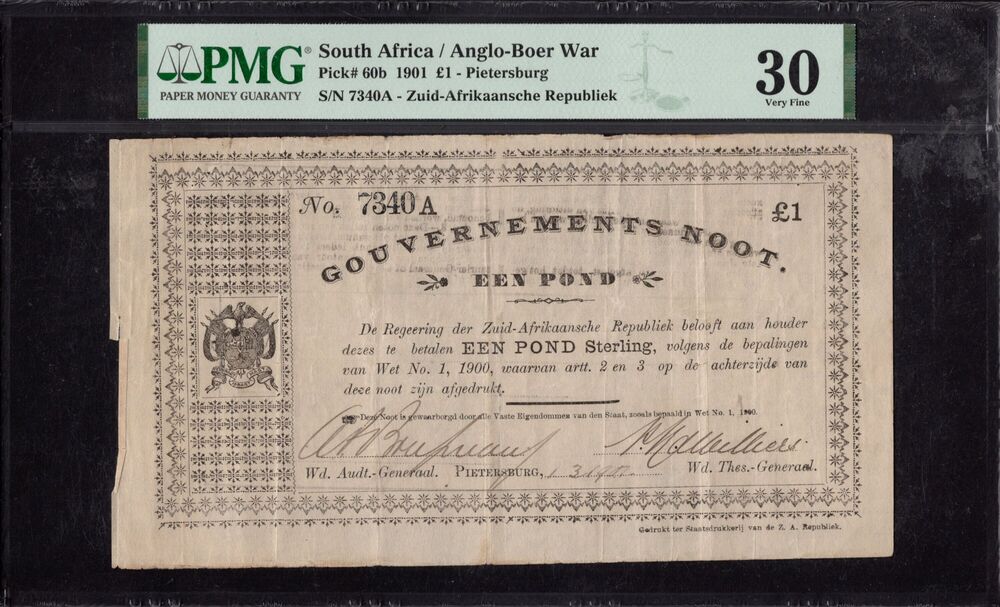 PMG®
PAPER MONEY GUARANTY
South Africa / Anglo-Boer War
Pick# 60b 1901 £1 - Pietersburg
S/N 7340A - Zuid-Afrikaansche Republiek
30
Very Fine
No. 7340 A
£1
GOUVERNEMENTS NOOT.
EEN POND
De Regeering der Zuid-Afrikaansche Republiek belooft aan houder
dezes te betalen EEN POND Sterling, volgens de bepalingen
van Wet No. 1, 1900, waarvan artt. 2 en 3 op de achterzijde van
deze noot zijn afgedrukt.
Deze Noot is gewaarborgd door alle Vaste Eigendommen van den Staat, zooals bepaald in Wet No. 1, 1900.
Wd. Audt.-Generaal. PIETERSBURG, Wd. Thes.-Generaal.
Gedrukt ter Staatsdrukkerij van de Z. A. Republiek.